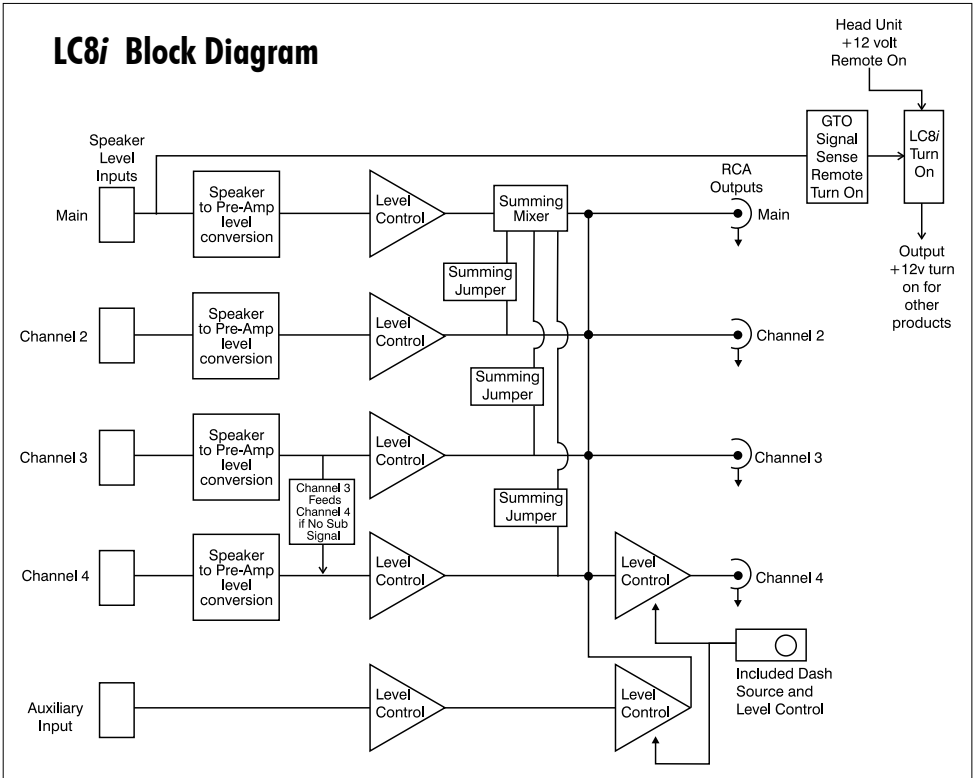 LC8i Block Diagram
Head Unit
+12 volt
Remote On
GTO
Signal
Sense
Remote
Turn On
LC8i
Turn
On
Output
+12v turn
on for
other
products
Speaker
Level
Inputs
RCA
Outputs
Main
Speaker
to Pre-Amp
level
conversion
Level
Control
Summing
Mixer
Main
Summing
Jumper
Channel 2
Speaker
to Pre-Amp
level
conversion
Level
Control
Channel 2
Summing
Jumper
Channel 3
Speaker
to Pre-Amp
level
conversion
Level
Control
Channel 3
Channel 3
Feeds
Channel 4
if No Sub
Signal
Summing
Jumper
Channel 4
Speaker
to Pre-Amp
level
conversion
Level
Control
Level
Control
Channel 4
Included Dash
Source and
Level Control
Auxiliary
Input
Level
Control
Level
Control